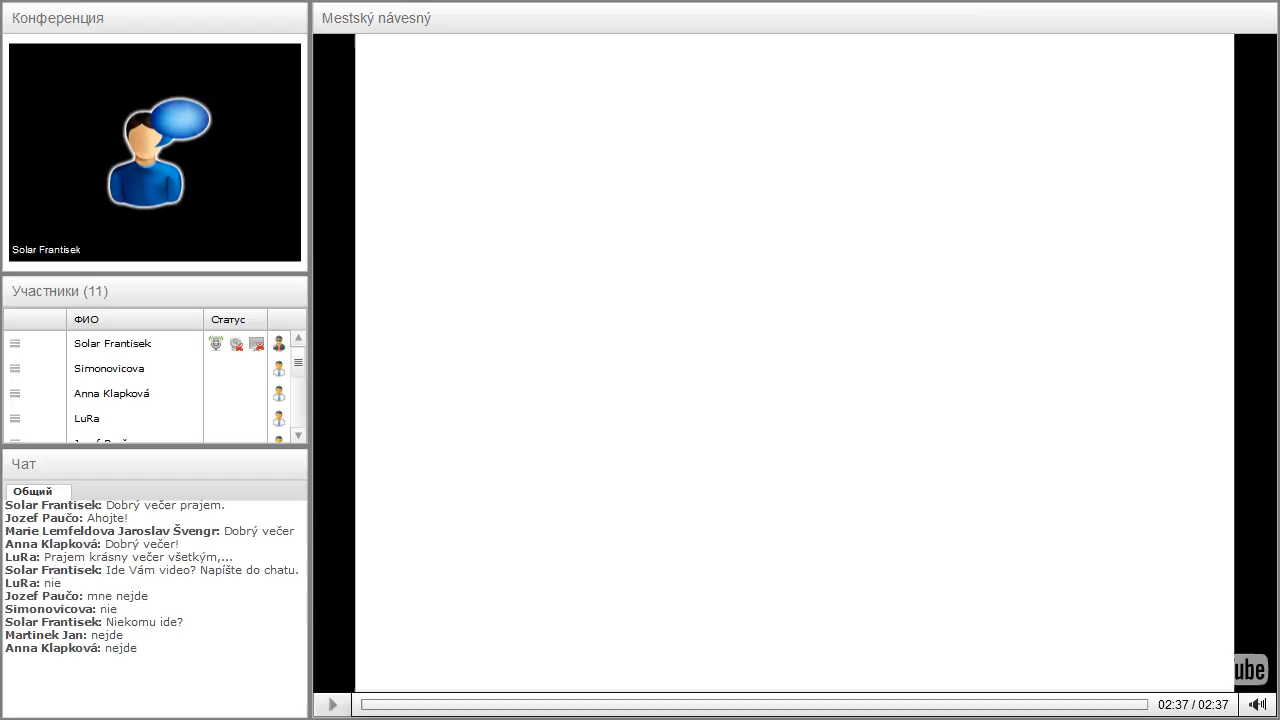 Конференция
Solar Frantisek
Участники (11)
ФИО Статус
Solar Frantisek
Simonovicova
Anna Klapková
LuRa
Чат
Общий
Solar Frantisek: Dobrý večer prajem.
Jozef Paučo: Ahojte!
Marie Lemfeldova Jaroslav Švengr: Dobrý večer
Anna Klapková: Dobrý večer!
LuRa: Prajem krásny večer všetkým,...
Solar Frantisek: Ide Vám video? Napíšte do chatu.
LuRa: nie
Jozef Paučo: mne nejde
Simonovicova: nie
Solar Frantisek: Niekomu ide?
Martinek Jan: nejde
Anna Klapková: nejde
Mestský návesný
02:37 / 02:37